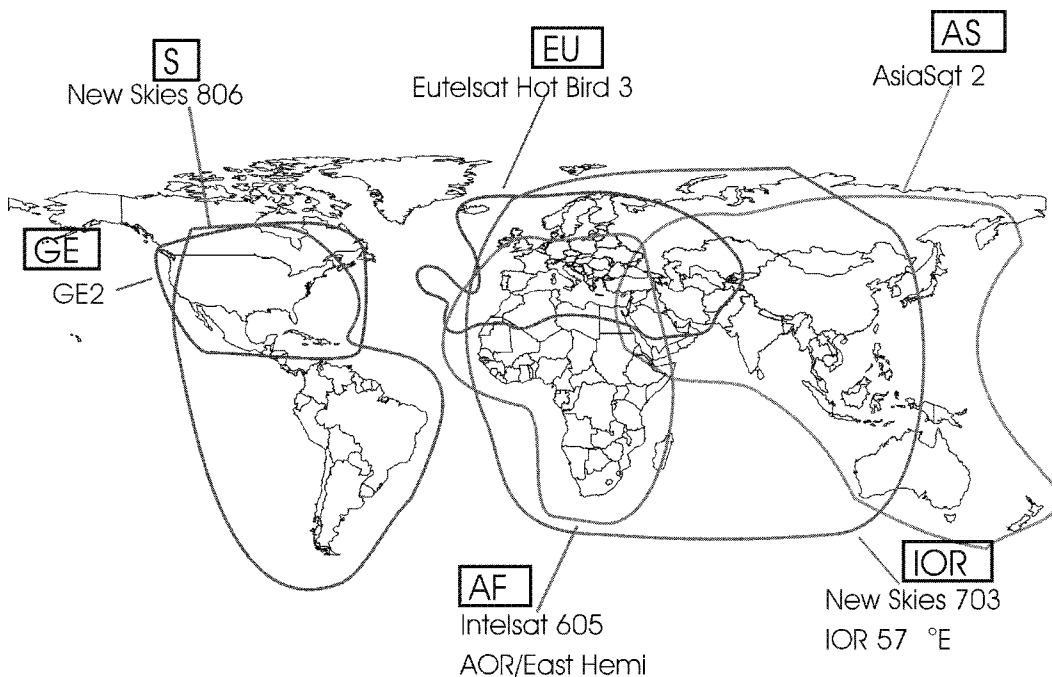 S
New Skies 806
EU
Eutelsat Hot Bird 3
AS
AsiaSat 2
GE
GE2
AF
Intelsat 605
AOR/East Hemi
IOR
New Skies 703
IOR 57 °E